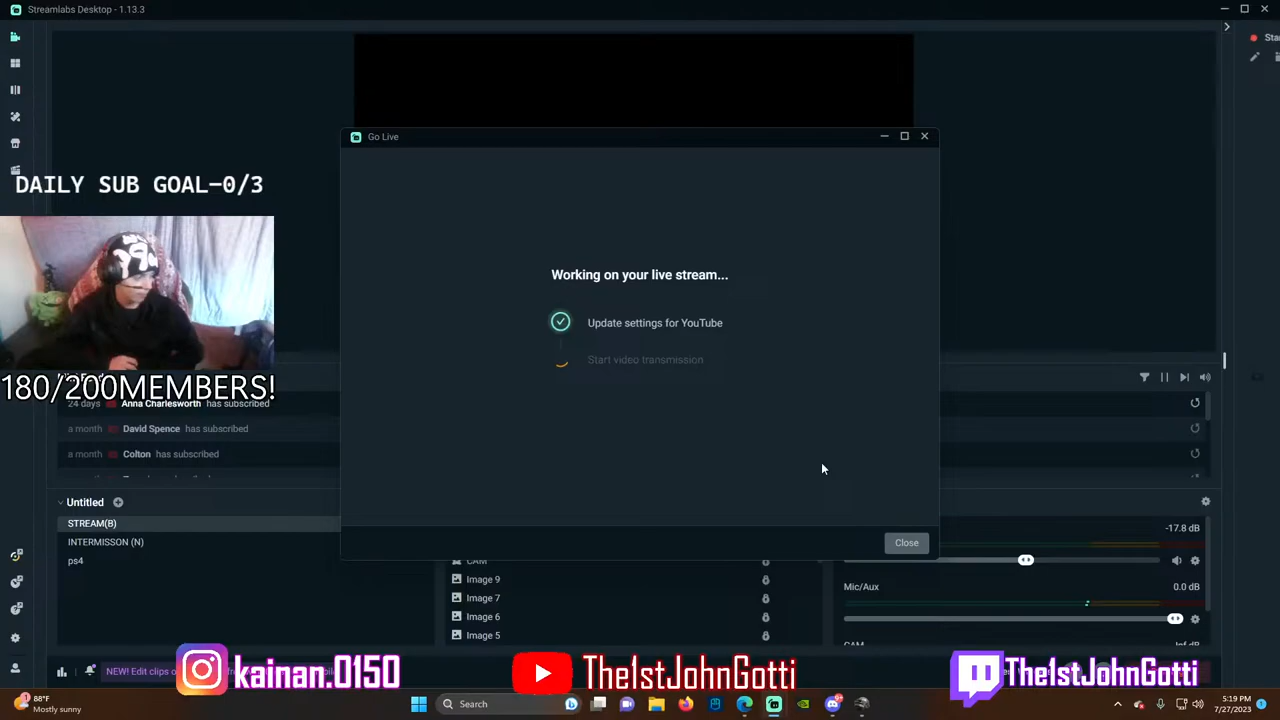 Streamlabs Desktop - 1.13.3
Go Live
DAILY SUB GOAL-0/3
Working on your live stream...
Update settings for YouTube
Start video transmission
180/200MEMBERS!
24 days Anna Charlesworth has subscribed
a month David Spence has subscribed
a month Colton has subscribed
Untitled
STREAM(B)
INTERMISSON (N)
ps4
Close
CAM
Image 9
Image 7
Image 6
Image 5
-17.8 dB
Mic/Aux 0.0 dB
CAM -Inf dB
NEW! Edit clips
kainan.0150
The1stJohnGotti
The1stJohnGotti
88°F
Mostly sunny
Search
5:19 PM
7/27/2023